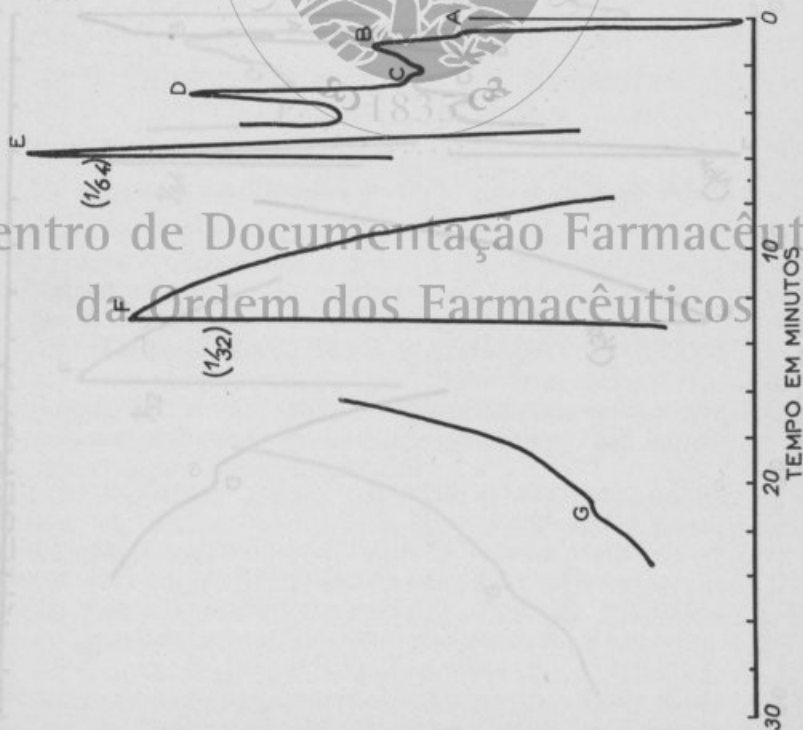 A
B
C
D
E
(1/64)
F
(1/32)
G
0
10
20
30
TEMPO EM MINUTOS
1835
entro de Documentação Farmacêut
da Ordem dos Farmacêuticos